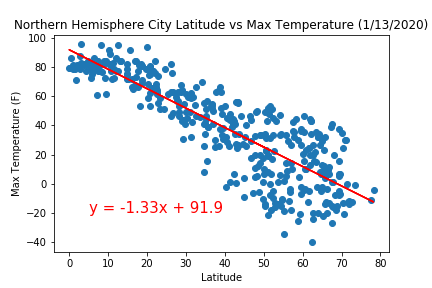 Northern Hemisphere City Latitude vs Max Temperature (1/13/2020)
100
80
60
40
20
0
−20
−40
Max Temperature (F)
y = -1.33x + 91.9
0 10 20 30 40 50 60 70 80
Latitude